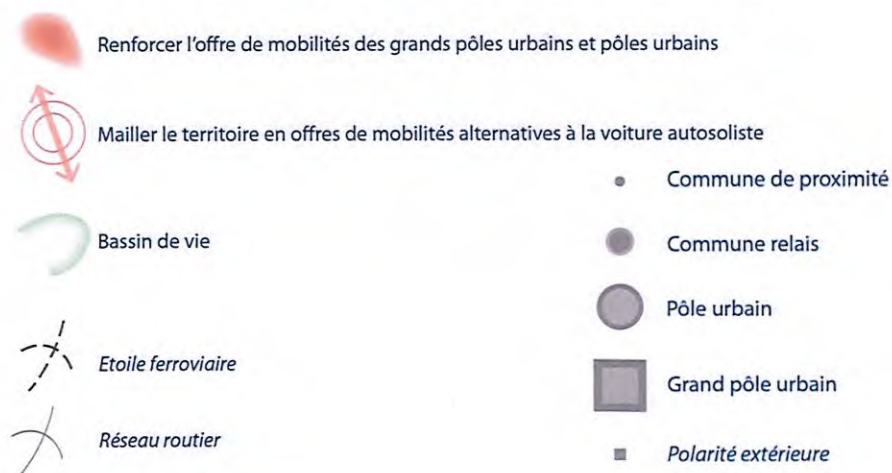 Renforcer l'offre de mobilités des grands pôles urbains et pôles urbains
Mailler le territoire en offres de mobilités alternatives à la voiture autosoliste
Bassin de vie
Etoile ferroviaire
Réseau routier
Commune de proximité
Commune relais
Pôle urbain
Grand pôle urbain
Polarité extérieure